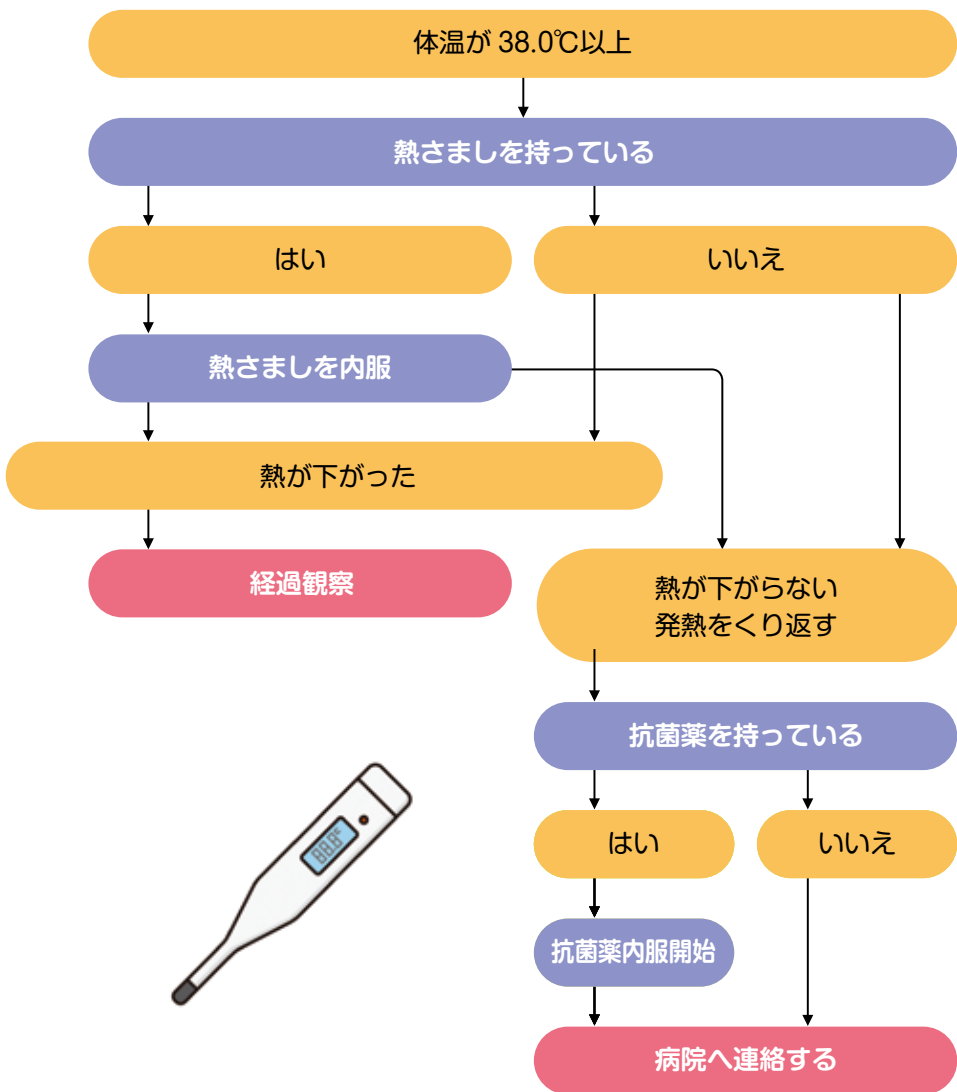 体温が 38.0℃以上
熱さましを持っている
はい
いいえ
熱さましを内服
熱が下がった
経過観察
熱が下がらない
発熱をくり返す
抗菌薬を持っている
はい
いいえ
抗菌薬内服開始
病院へ連絡する